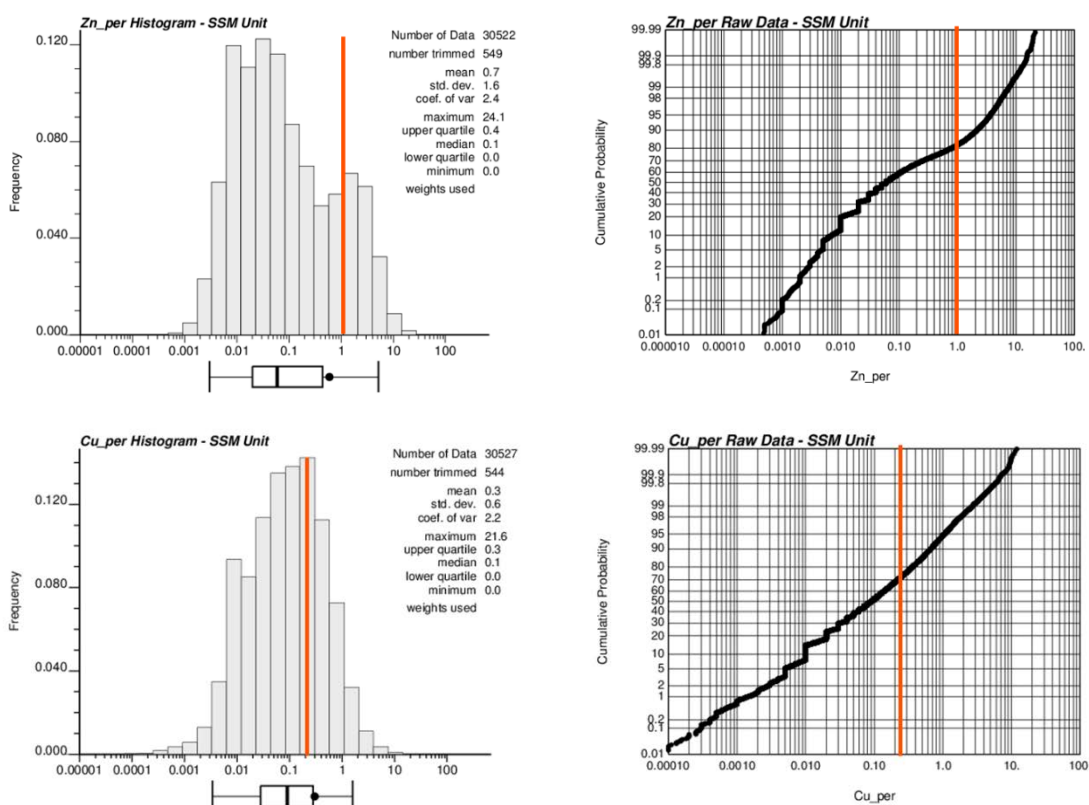 Zn_per Histogram - SSM Unit
Number of Data 30522
number trimmed 549
mean 0.7
std. dev. 1.6
coef. of var 2.4
maximum 24.1
upper quartile 0.4
median 0.1
lower quartile 0.0
minimum 0.0
weights used
Frequency
0.120
0.080
0.040
0.000
0.00001 0.001 0.01 0.1 1 10 100
Zn_per Raw Data - SSM Unit
Cumulative Probability
99.99
99.9
99.8
99
98
95
90
80
70
60
50
40
30
20
10
5
2
1
0.2
0.1
0.01
0.000010 0.0010 0.010 0.10 1.0 10. 100.
Zn_per
Cu_per Histogram - SSM Unit
Number of Data 30527
number trimmed 544
mean 0.3
std. dev. 0.6
coef. of var 2.2
maximum 21.6
upper quartile 0.3
median 0.1
lower quartile 0.0
minimum 0.0
weights used
Frequency
0.120
0.080
0.040
0.000
0.00001 0.001 0.01 0.1 1 10 100
Cu_per Raw Data - SSM Unit
Cumulative Probability
99.99
99.9
99.8
99
98
95
90
80
70
60
50
40
30
20
10
5
2
1
0.2
0.1
0.01
0.00010 0.0010 0.010 0.10 1.0 10. 100
Cu_per